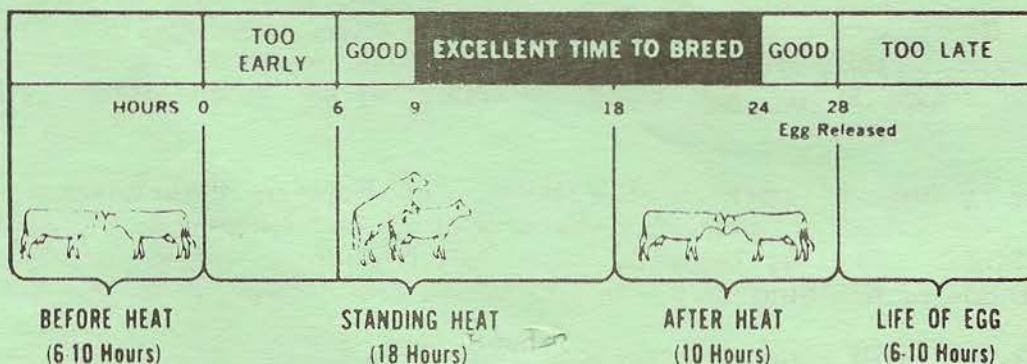 TOO EARLY
GOOD
EXCELLENT TIME TO BREED
GOOD
TOO LATE
HOURS 0 6 9 18 24 28
Egg Released
BEFORE HEAT
(6-10 Hours)
STANDING HEAT
(18 Hours)
AFTER HEAT
(10 Hours)
LIFE OF EGG
(6-10 Hours)